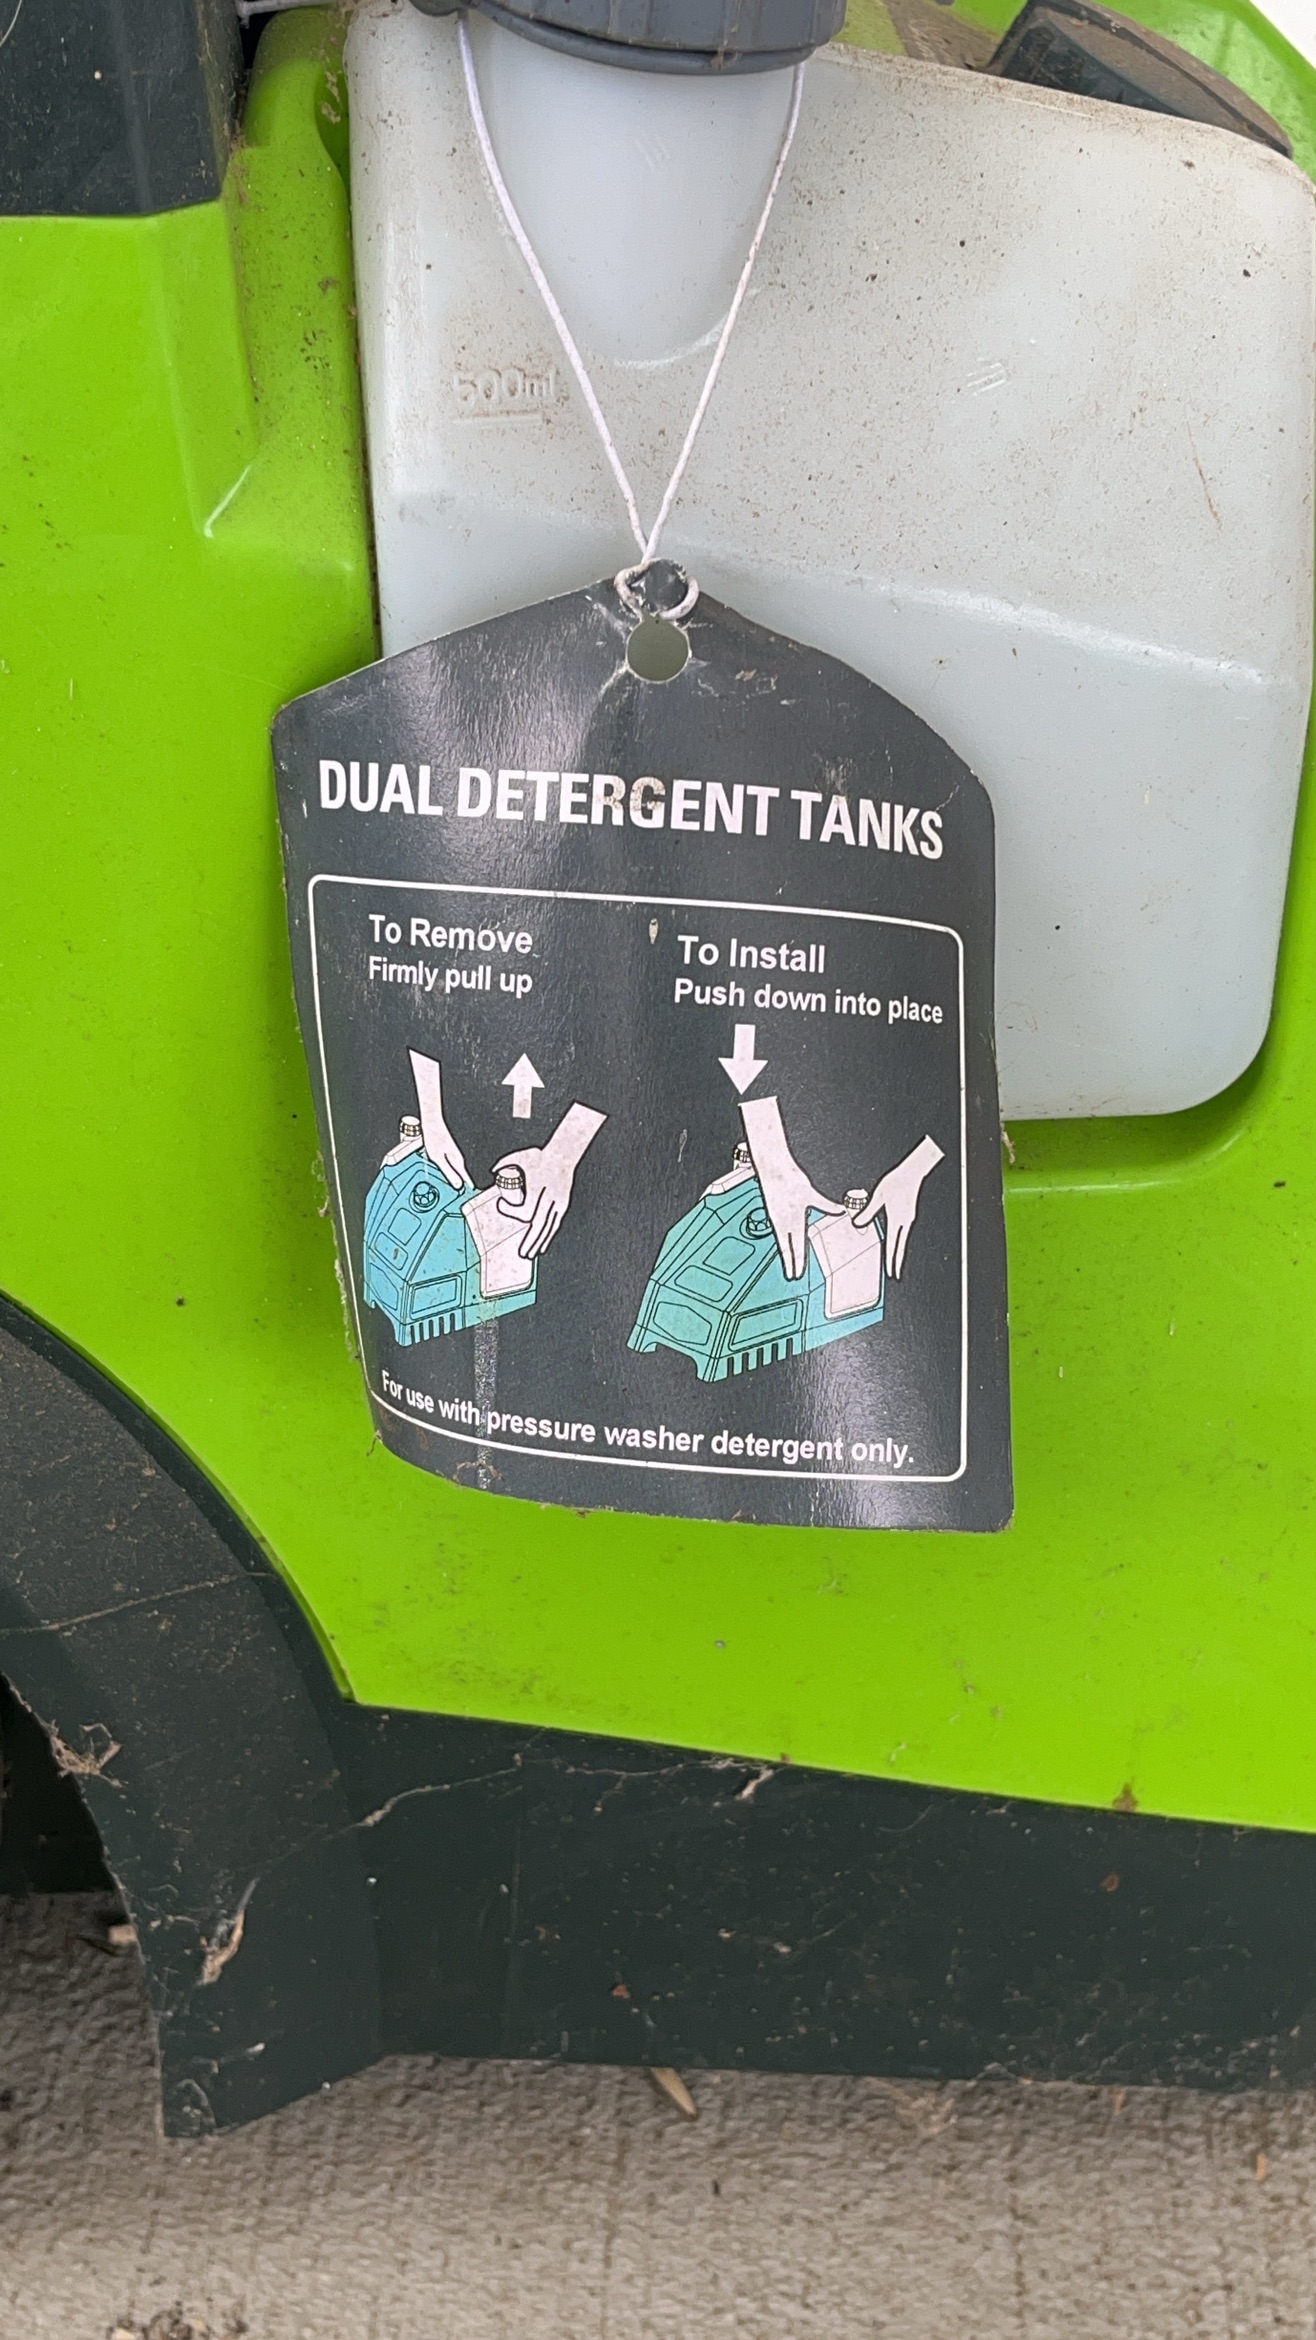 500ml
DUAL DETERGENT TANKS
To Remove
Firmly pull up
To Install
Push down into place
For use with pressure washer detergent only.